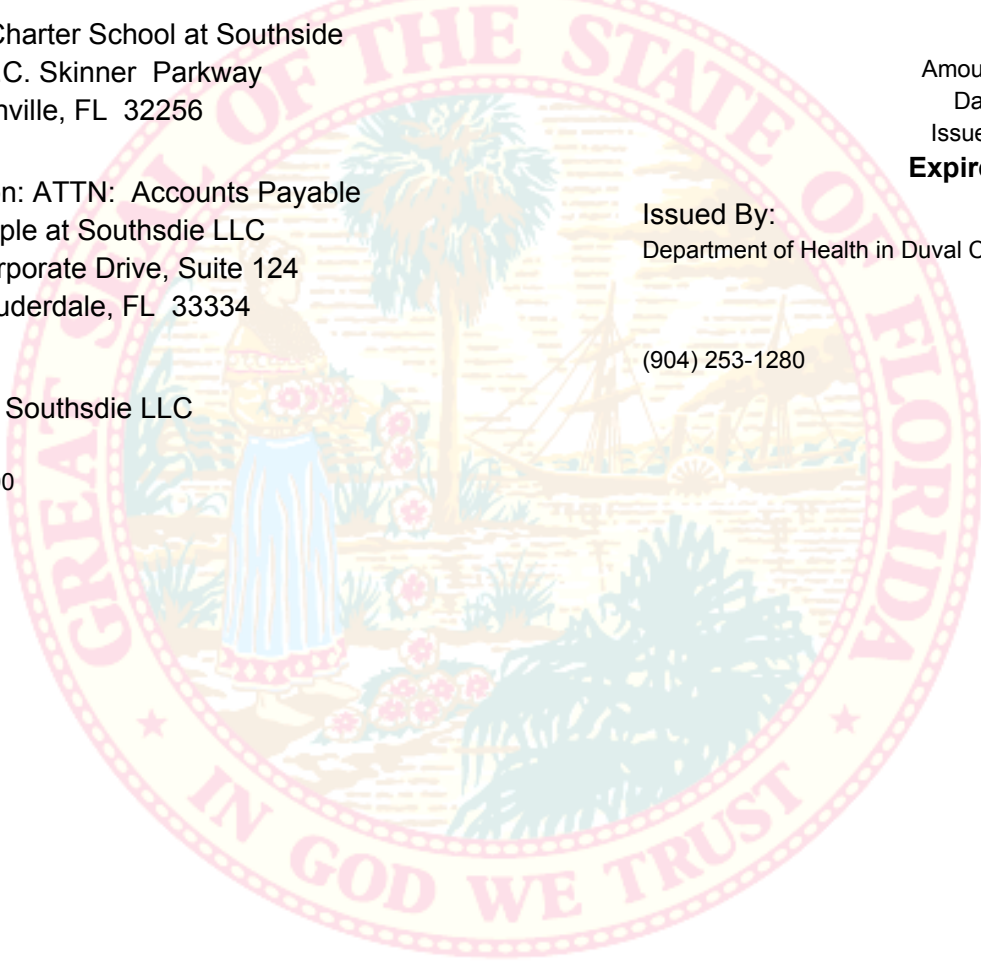 Charter School at Southside
.C. Skinner Parkway
nville, FL 32256
on: ATTN: Accounts Payable
ple at Southsdie LLC
rporate Drive, Suite 124
uderdale, FL 33334
Southsdie LLC
0
Amou
Da
Issue
Expire
Issued By:
Department of Health in Duval C
(904) 253-1280
GREAT SEAL OF THE STATE OF FLORIDA
IN GOD WE TRUST